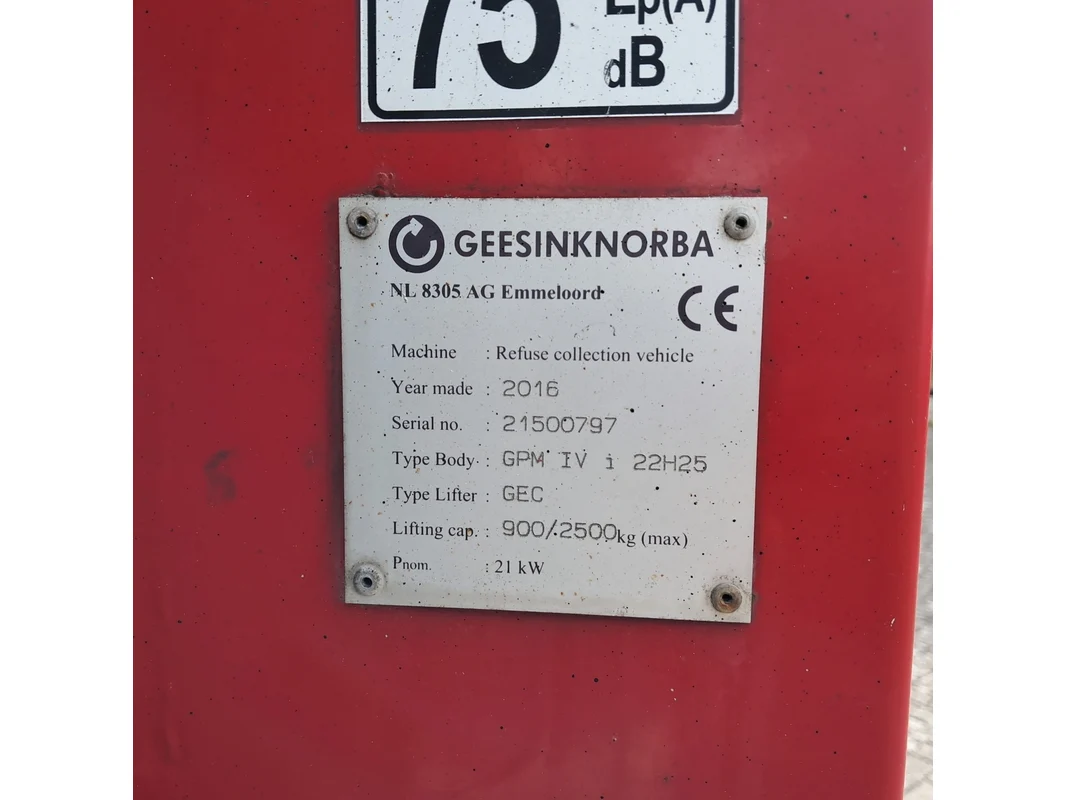 75 Lp(A)
dB
GEESINKNORBA
NL 8305 AG Emmeloord
CE
Machine : Refuse collection vehicle
Year made : 2016
Serial no. : 21500797
Type Body : GPM IV i 22H25
Type Lifter : GEC
Lifting cap. : 900/2500kg (max)
Pnom. : 21 kW